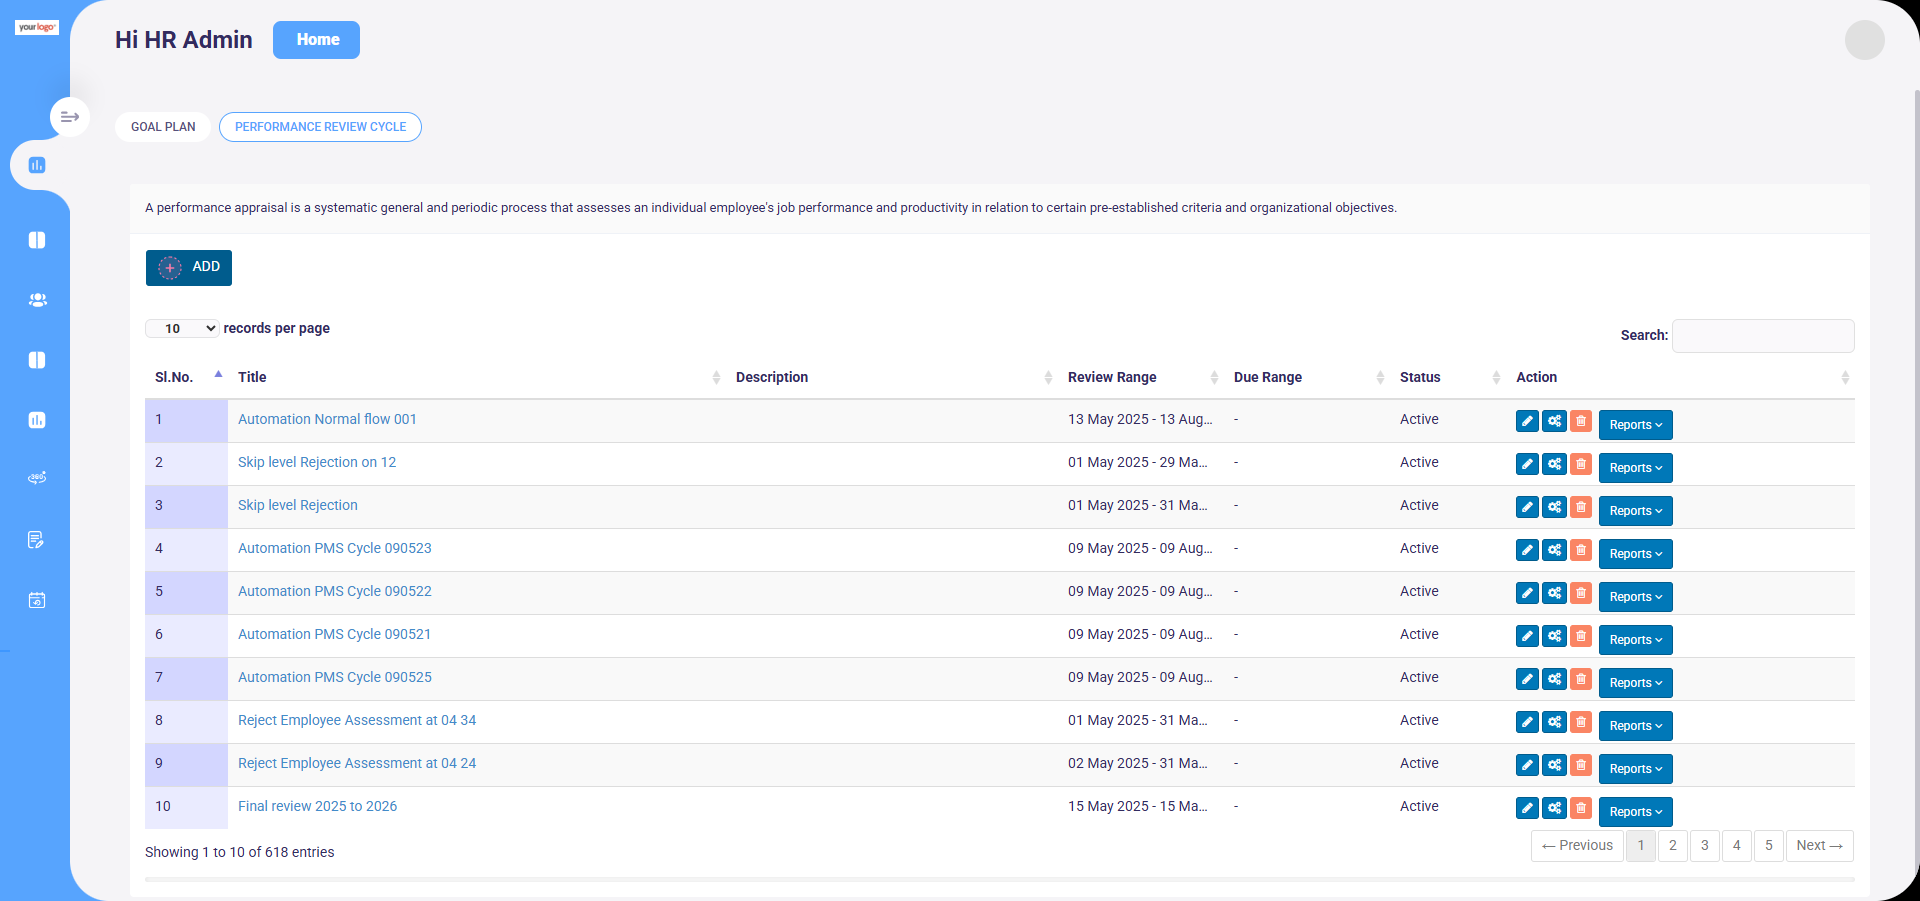 yourlogo
Hi HR Admin
Home
GOAL PLAN
PERFORMANCE REVIEW CYCLE
A performance appraisal is a systematic general and periodic process that assesses an individual employee's job performance and productivity in relation to certain pre-established criteria and organizational objectives.
+ ADD
10 records per page
Search:
Sl.No. Title Description Review Range Due Range Status Action
1 Automation Normal flow 001 13 May 2025 - 13 Aug... - Active Reports
2 Skip level Rejection on 12 01 May 2025 - 29 Ma... - Active Reports
3 Skip level Rejection 01 May 2025 - 31 Ma... - Active Reports
4 Automation PMS Cycle 090523 09 May 2025 - 09 Aug... - Active Reports
5 Automation PMS Cycle 090522 09 May 2025 - 09 Aug... - Active Reports
6 Automation PMS Cycle 090521 09 May 2025 - 09 Aug... - Active Reports
7 Automation PMS Cycle 090525 09 May 2025 - 09 Aug... - Active Reports
8 Reject Employee Assessment at 04 34 01 May 2025 - 31 Ma... - Active Reports
9 Reject Employee Assessment at 04 24 02 May 2025 - 31 Ma... - Active Reports
10 Final review 2025 to 2026 15 May 2025 - 15 Ma... - Active Reports
Showing 1 to 10 of 618 entries
← Previous 1 2 3 4 5 Next →
360°